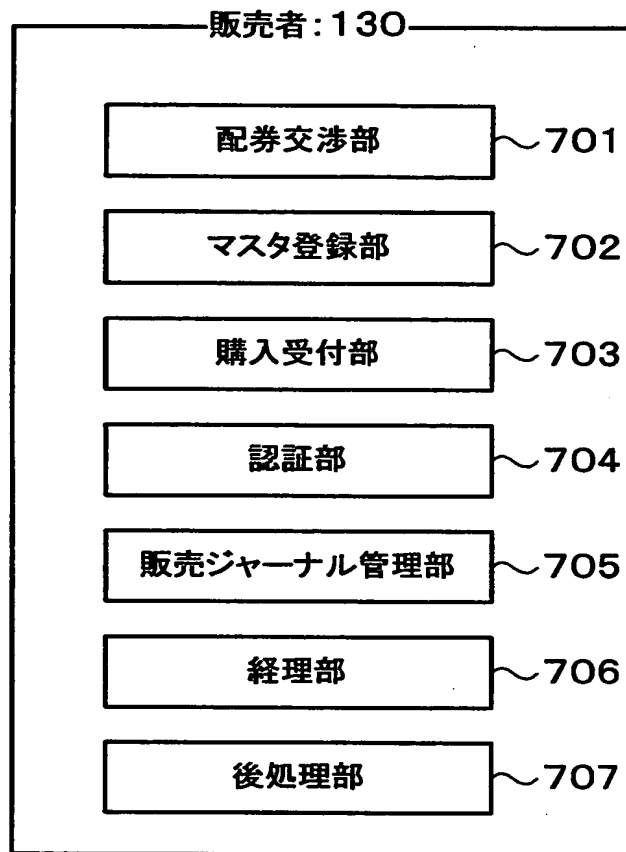 販売者:130
配券交渉部 701
マスタ登録部 702
購入受付部 703
認証部 704
販売ジャーナル管理部 705
経理部 706
後処理部 707